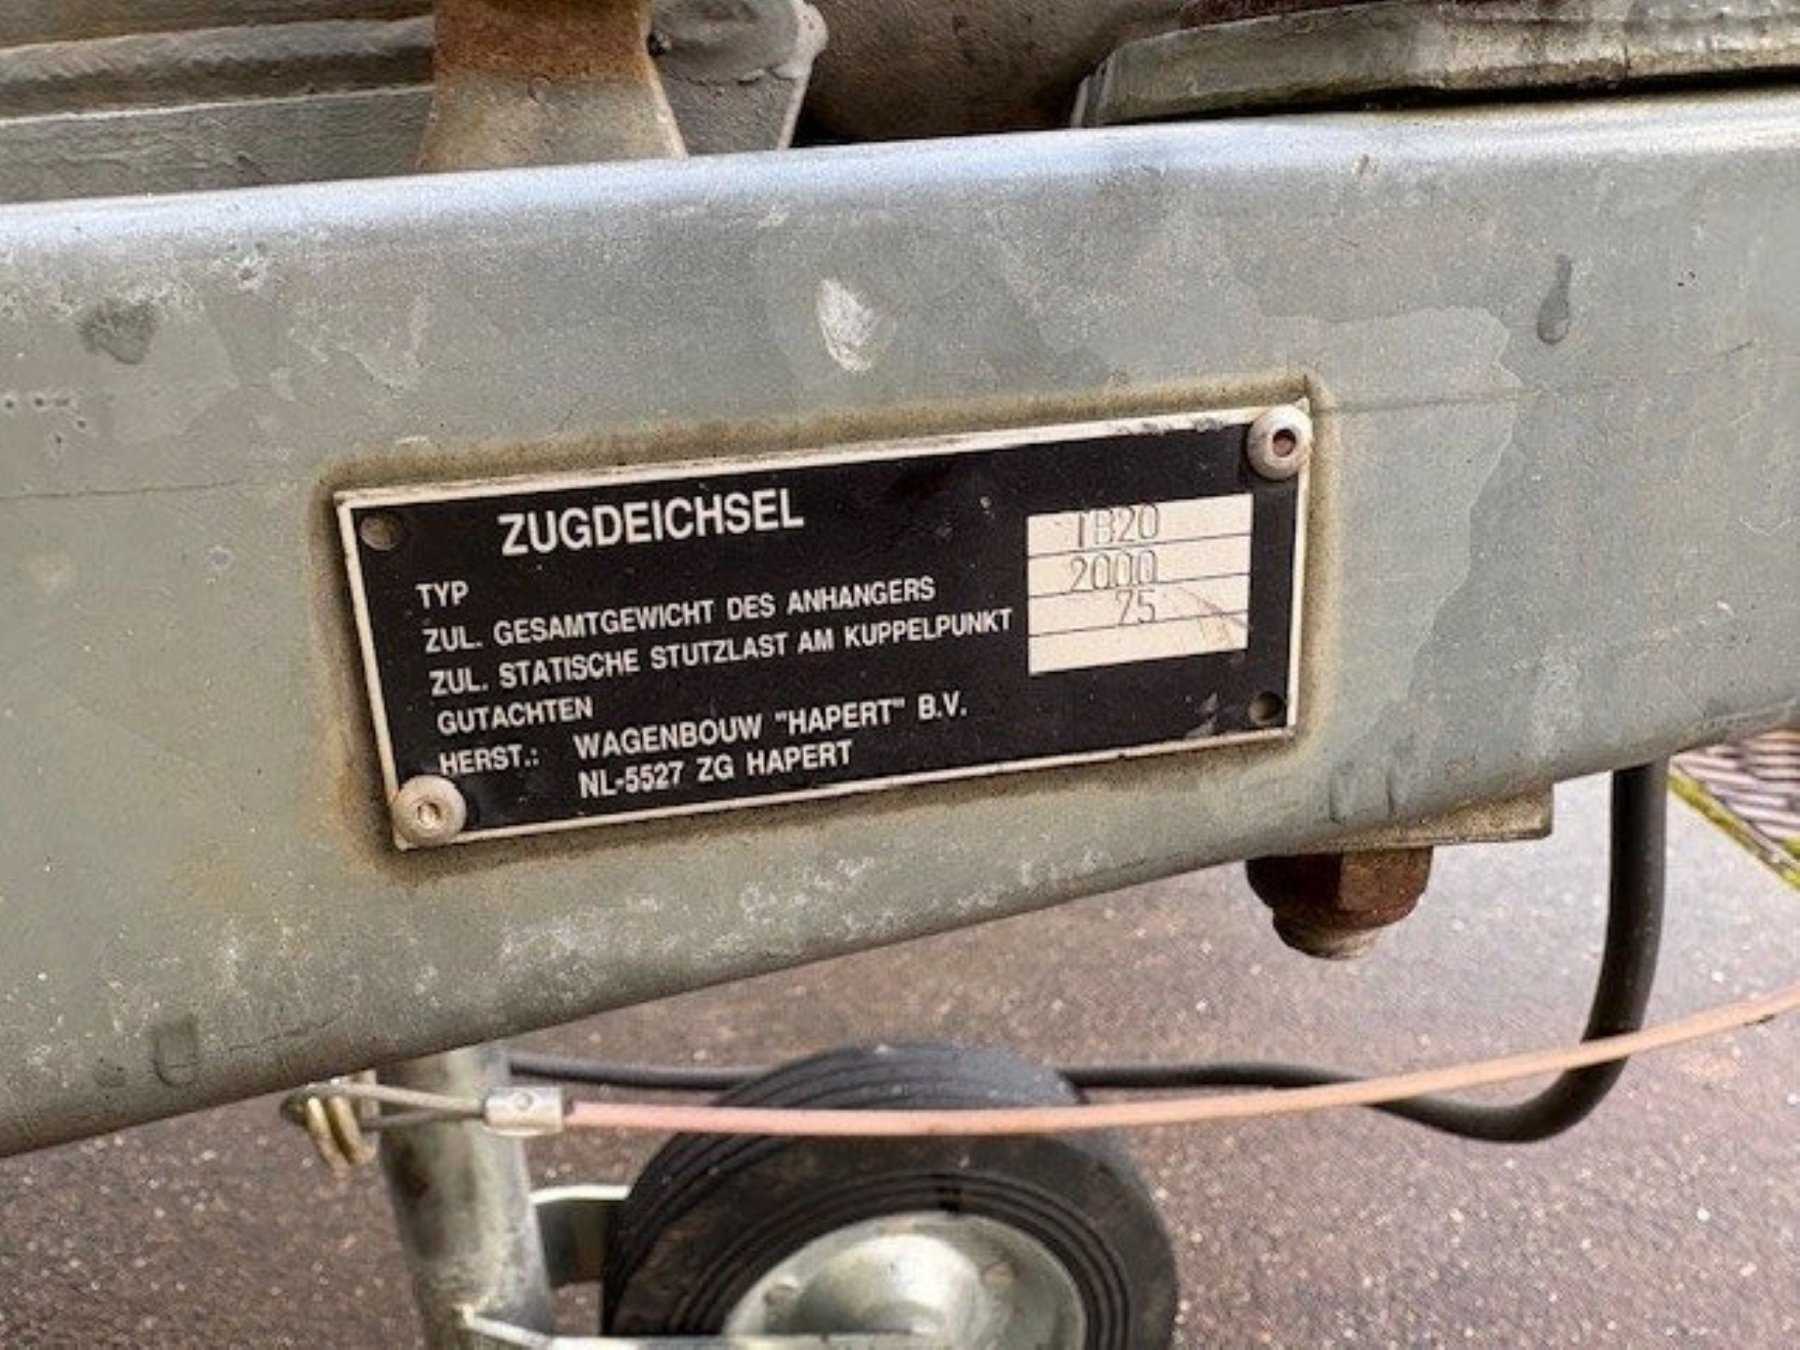 ZUGDEICHSEL
TYP TB20
ZUL. GESAMTGEWICHT DES ANHANGERS 2000
ZUL. STATISCHE STUTZLAST AM KUPPELPUNKT 75
GUTACHTEN
HERST.: WAGENBOUW "HAPERT" B.V.
NL-5527 ZG HAPERT